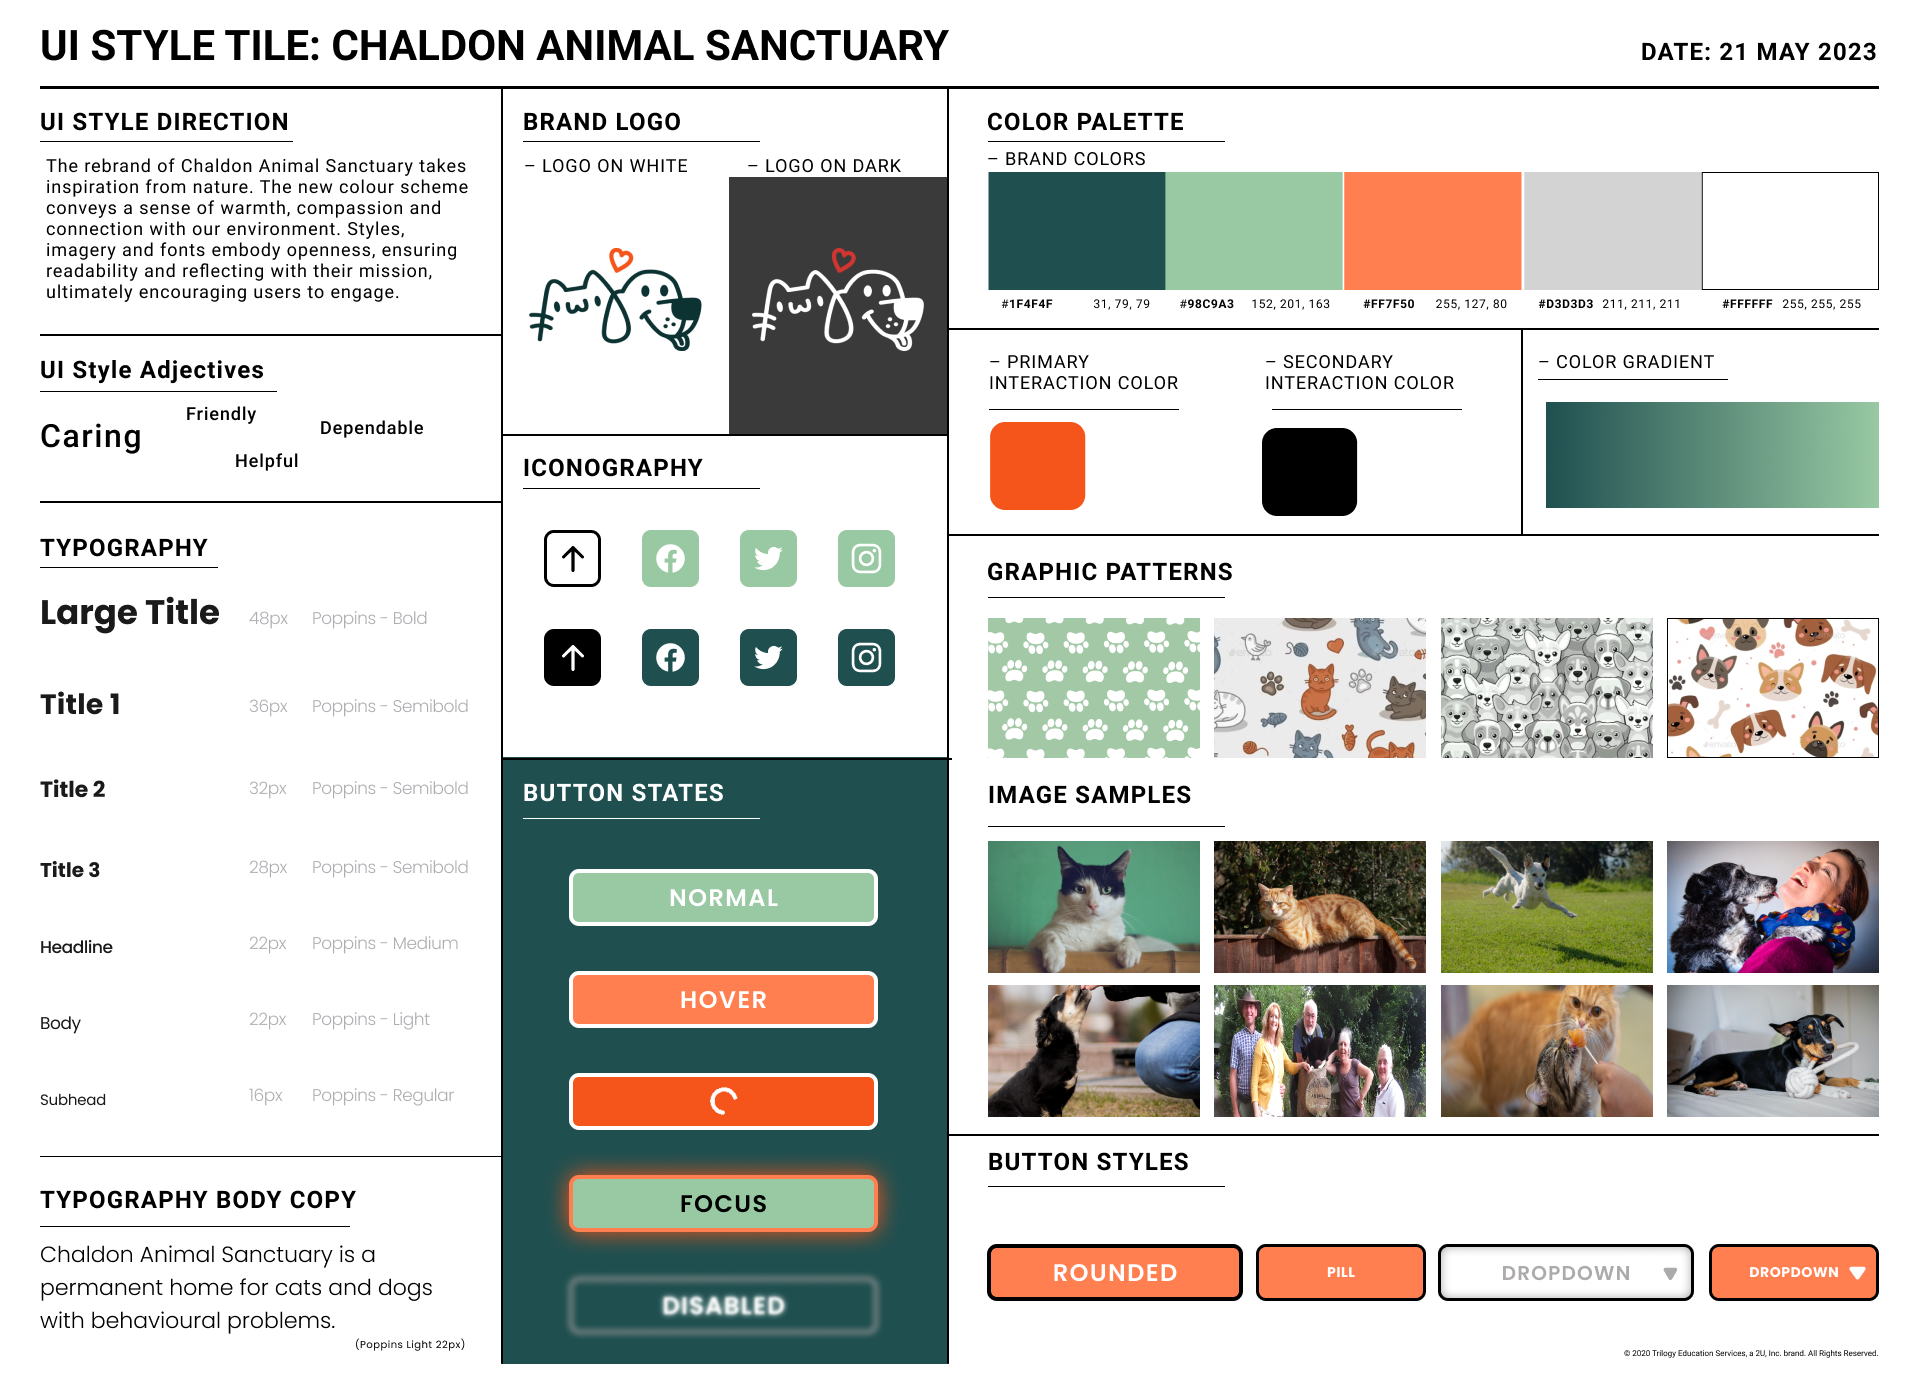 UI STYLE TILE: CHALDON ANIMAL SANCTUARY
DATE: 21 MAY 2023
UI STYLE DIRECTION
The rebrand of Chaldon Animal Sanctuary takes
inspiration from nature. The new colour scheme
conveys a sense of warmth, compassion and
connection with our environment. Styles,
imagery and fonts embody openness, ensuring
readability and reflecting with their mission,
ultimately encouraging users to engage.
UI Style Adjectives
Friendly
Caring
Dependable
Helpful
TYPOGRAPHY
Large Title 48px Poppins - Bold
Title 1 36px Poppins - Semibold
Title 2 32px Poppins - Semibold
Title 3 28px Poppins - Semibold
Headline 22px Poppins - Medium
Body 22px Poppins - Light
Subhead 16px Poppins - Regular
TYPOGRAPHY BODY COPY
Chaldon Animal Sanctuary is a
permanent home for cats and dogs
with behavioural problems.
(Poppins Light 22px)
BRAND LOGO
– LOGO ON WHITE
– LOGO ON DARK
ICONOGRAPHY
BUTTON STATES
NORMAL
HOVER
FOCUS
DISABLED
COLOR PALETTE
– BRAND COLORS
#1F4F4F 31, 79, 79 #98C9A3 152, 201, 163 #FF7F50 255, 127, 80 #D3D3D3 211, 211, 211 #FFFFFF 255, 255, 255
– PRIMARY
INTERACTION COLOR
– SECONDARY
INTERACTION COLOR
– COLOR GRADIENT
GRAPHIC PATTERNS
IMAGE SAMPLES
BUTTON STYLES
ROUNDED
PILL
DROPDOWN
DROPDOWN
© 2020 Trilogy Education Services, a 2U, Inc. brand. All Rights Reserved.